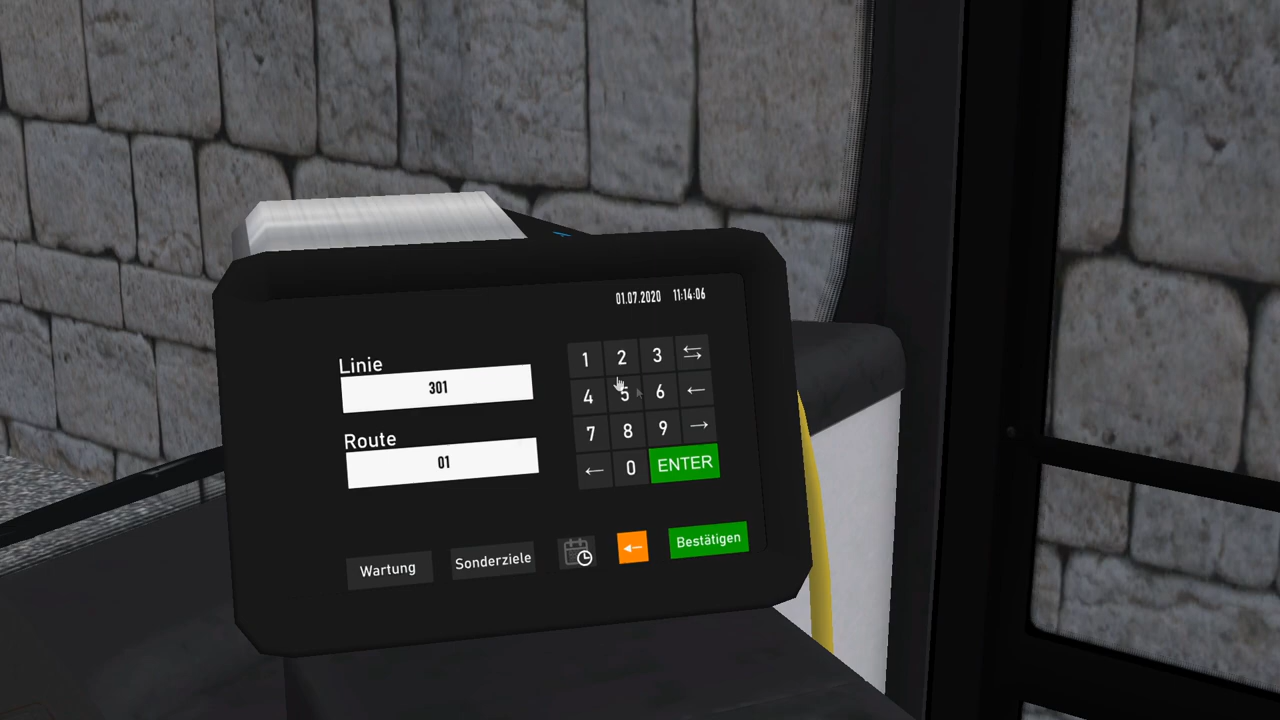 01.07.2020 11:14:06
Linie
301
Route
01
1 2 3 ⇆
4 5 6 ←
7 8 9 →
← 0 ENTER
Wartung Sonderziele ← Bestätigen